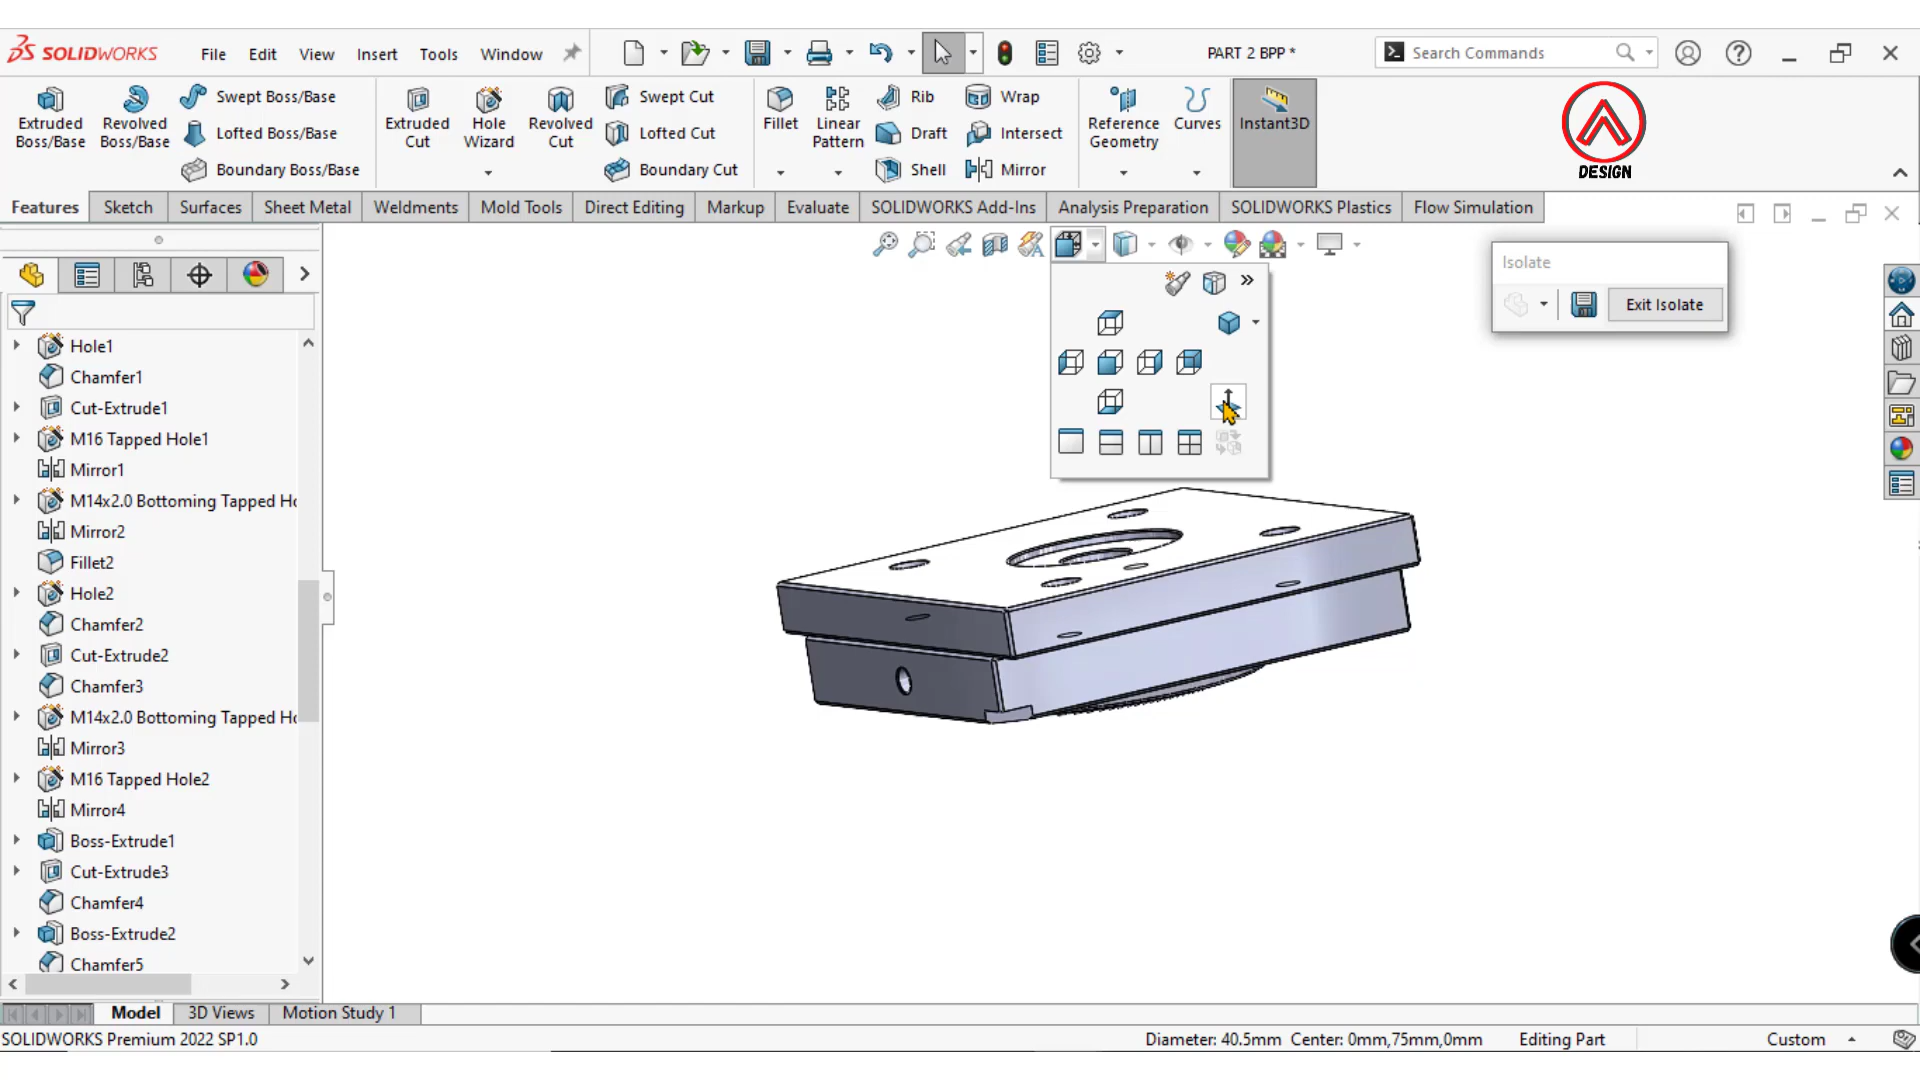 SOLIDWORKS
File Edit View Insert Tools Window
PART 2 BPP *
Search Commands
Extruded Boss/Base
Revolved Boss/Base
Swept Boss/Base
Lofted Boss/Base
Boundary Boss/Base
Extruded Cut
Hole Wizard
Revolved Cut
Swept Cut
Lofted Cut
Boundary Cut
Fillet
Linear Pattern
Rib
Draft
Shell
Wrap
Intersect
Mirror
Reference Geometry
Curves
Instant3D
DESIGN
Features Sketch Surfaces Sheet Metal Weldments Mold Tools Direct Editing Markup Evaluate SOLIDWORKS Add-Ins Analysis Preparation SOLIDWORKS Plastics Flow Simulation
Isolate
Exit Isolate
Hole1
Chamfer1
Cut-Extrude1
M16 Tapped Hole1
Mirror1
M14x2.0 Bottoming Tapped Ho
Mirror2
Fillet2
Hole2
Chamfer2
Cut-Extrude2
Chamfer3
M14x2.0 Bottoming Tapped Ho
Mirror3
M16 Tapped Hole2
Mirror4
Boss-Extrude1
Cut-Extrude3
Chamfer4
Boss-Extrude2
Chamfer5
Model 3D Views Motion Study 1
SOLIDWORKS Premium 2022 SP1.0
Diameter: 40.5mm Center: 0mm,75mm,0mm Editing Part Custom